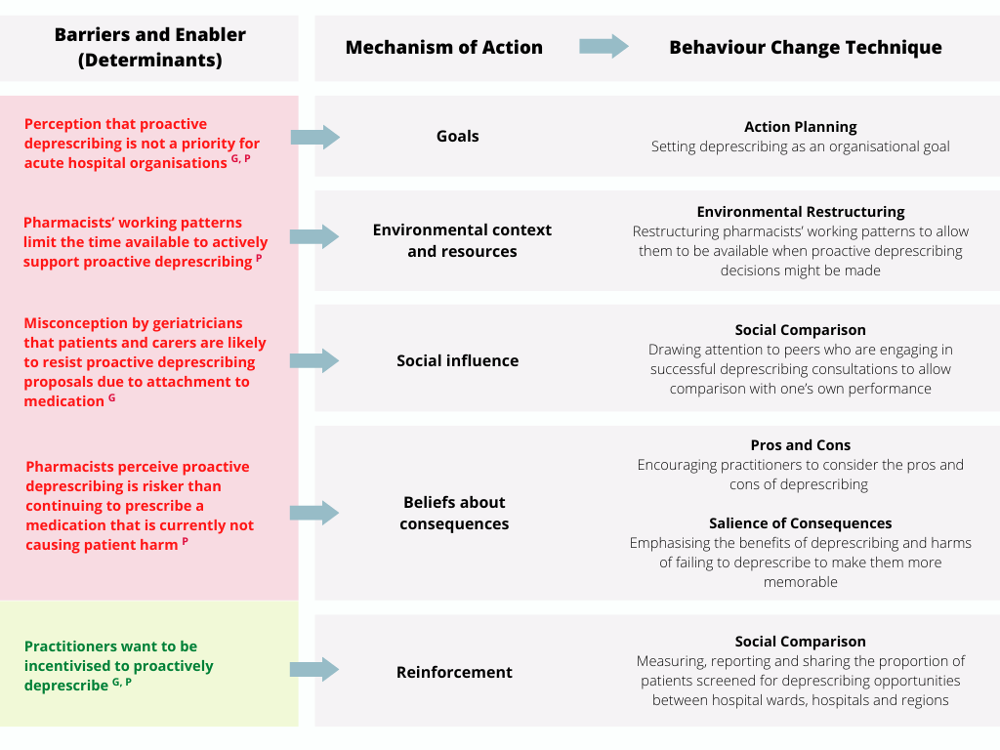 Barriers and Enabler
(Determinants)
Mechanism of Action
Behaviour Change Technique
Perception that proactive
deprescribing is not a priority for
acute hospital organisations G, P
Goals
Action Planning
Setting deprescribing as an organisational goal
Pharmacists’ working patterns
limit the time available to actively
support proactive deprescribing P
Environmental context
and resources
Environmental Restructuring
Restructuring pharmacists’ working patterns to allow
them to be available when proactive deprescribing
decisions might be made
Misconception by geriatricians
that patients and carers are likely
to resist proactive deprescribing
proposals due to attachment to
medication G
Social influence
Social Comparison
Drawing attention to peers who are engaging in
successful deprescribing consultations to allow
comparison with one’s own performance
Pharmacists perceive proactive
deprescribing is risker than
continuing to prescribe a
medication that is currently not
causing patient harm P
Beliefs about
consequences
Pros and Cons
Encouraging practitioners to consider the pros and
cons of deprescribing
Salience of Consequences
Emphasising the benefits of deprescribing and harms
of failing to deprescribe to make them more
memorable
Practitioners want to be
incentivised to proactively
deprescribe G, P
Reinforcement
Social Comparison
Measuring, reporting and sharing the proportion of
patients screened for deprescribing opportunities
between hospital wards, hospitals and regions